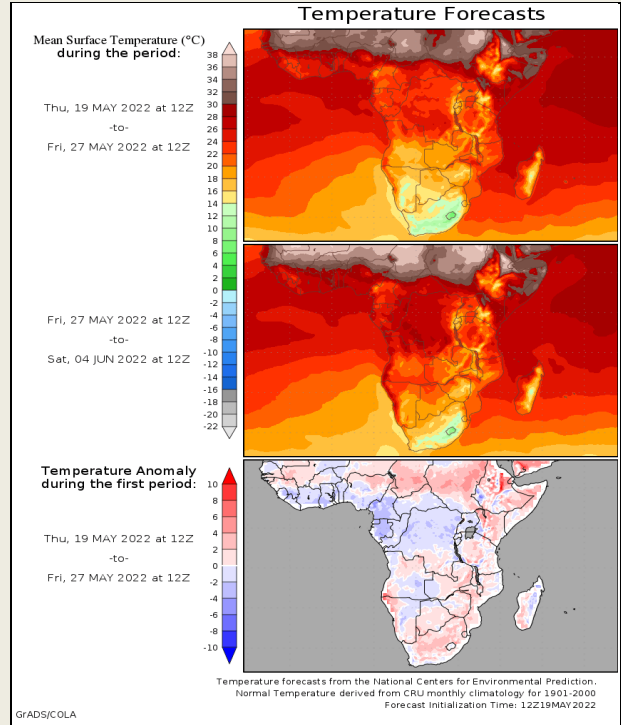 Temperature Forecasts
Mean Surface Temperature (°C)
during the period:
Thu, 19 MAY 2022 at 12Z
-to-
Fri, 27 MAY 2022 at 12Z
38
36
34
32
30
28
26
24
22
20
18
16
14
12
10
8
6
4
2
0
-2
-4
-6
-8
-10
-12
-14
-16
-18
-20
-22
Fri, 27 MAY 2022 at 12Z
-to-
Sat, 04 JUN 2022 at 12Z
Temperature Anomaly
during the first period:
Thu, 19 MAY 2022 at 12Z
-to-
Fri, 27 MAY 2022 at 12Z
10
8
6
4
2
0
-2
-4
-6
-8
-10
Temperature forecasts from the National Centers for Environmental Prediction.
Normal Temperature derived from CRU monthly climatology for 1901-2000
Forecast Initialization Time: 12Z19MAY2022
GrADS/COLA